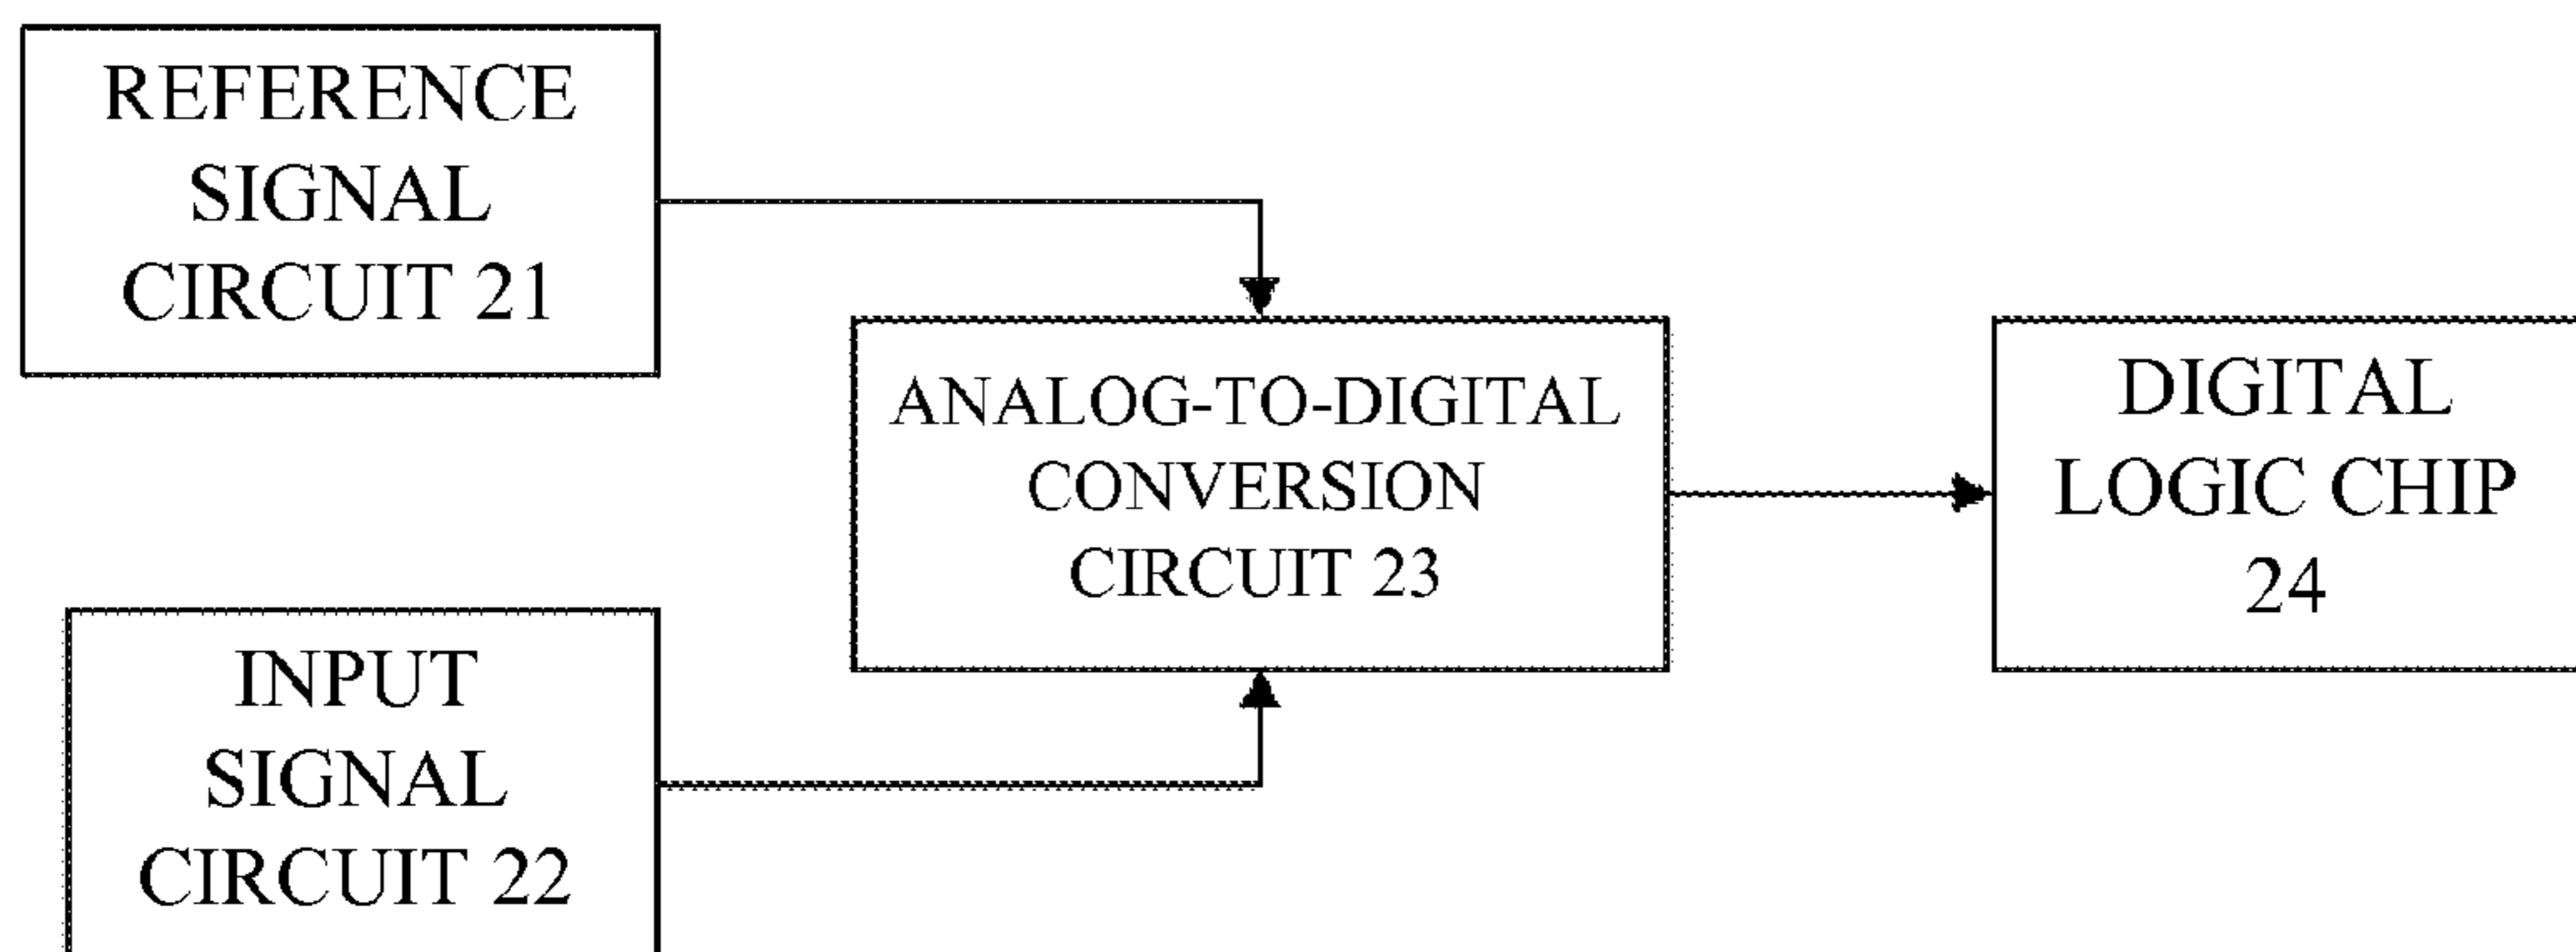 REFERENCE
SIGNAL
CIRCUIT 21
ANALOG-TO-DIGITAL
CONVERSION
CIRCUIT 23
DIGITAL
LOGIC CHIP
24
INPUT
SIGNAL
CIRCUIT 22